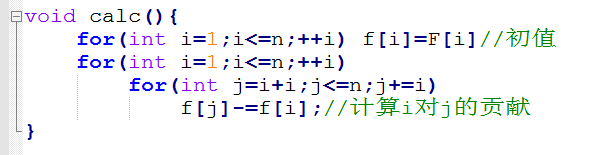 void calc(){
for(int i=1;i<=n;++i) f[i]=F[i]//初值
for(int i=1;i<=n;++i)
for(int j=i+i;j<=n;j+=i)
f[j]-=f[i];//计算i对j的贡献
}